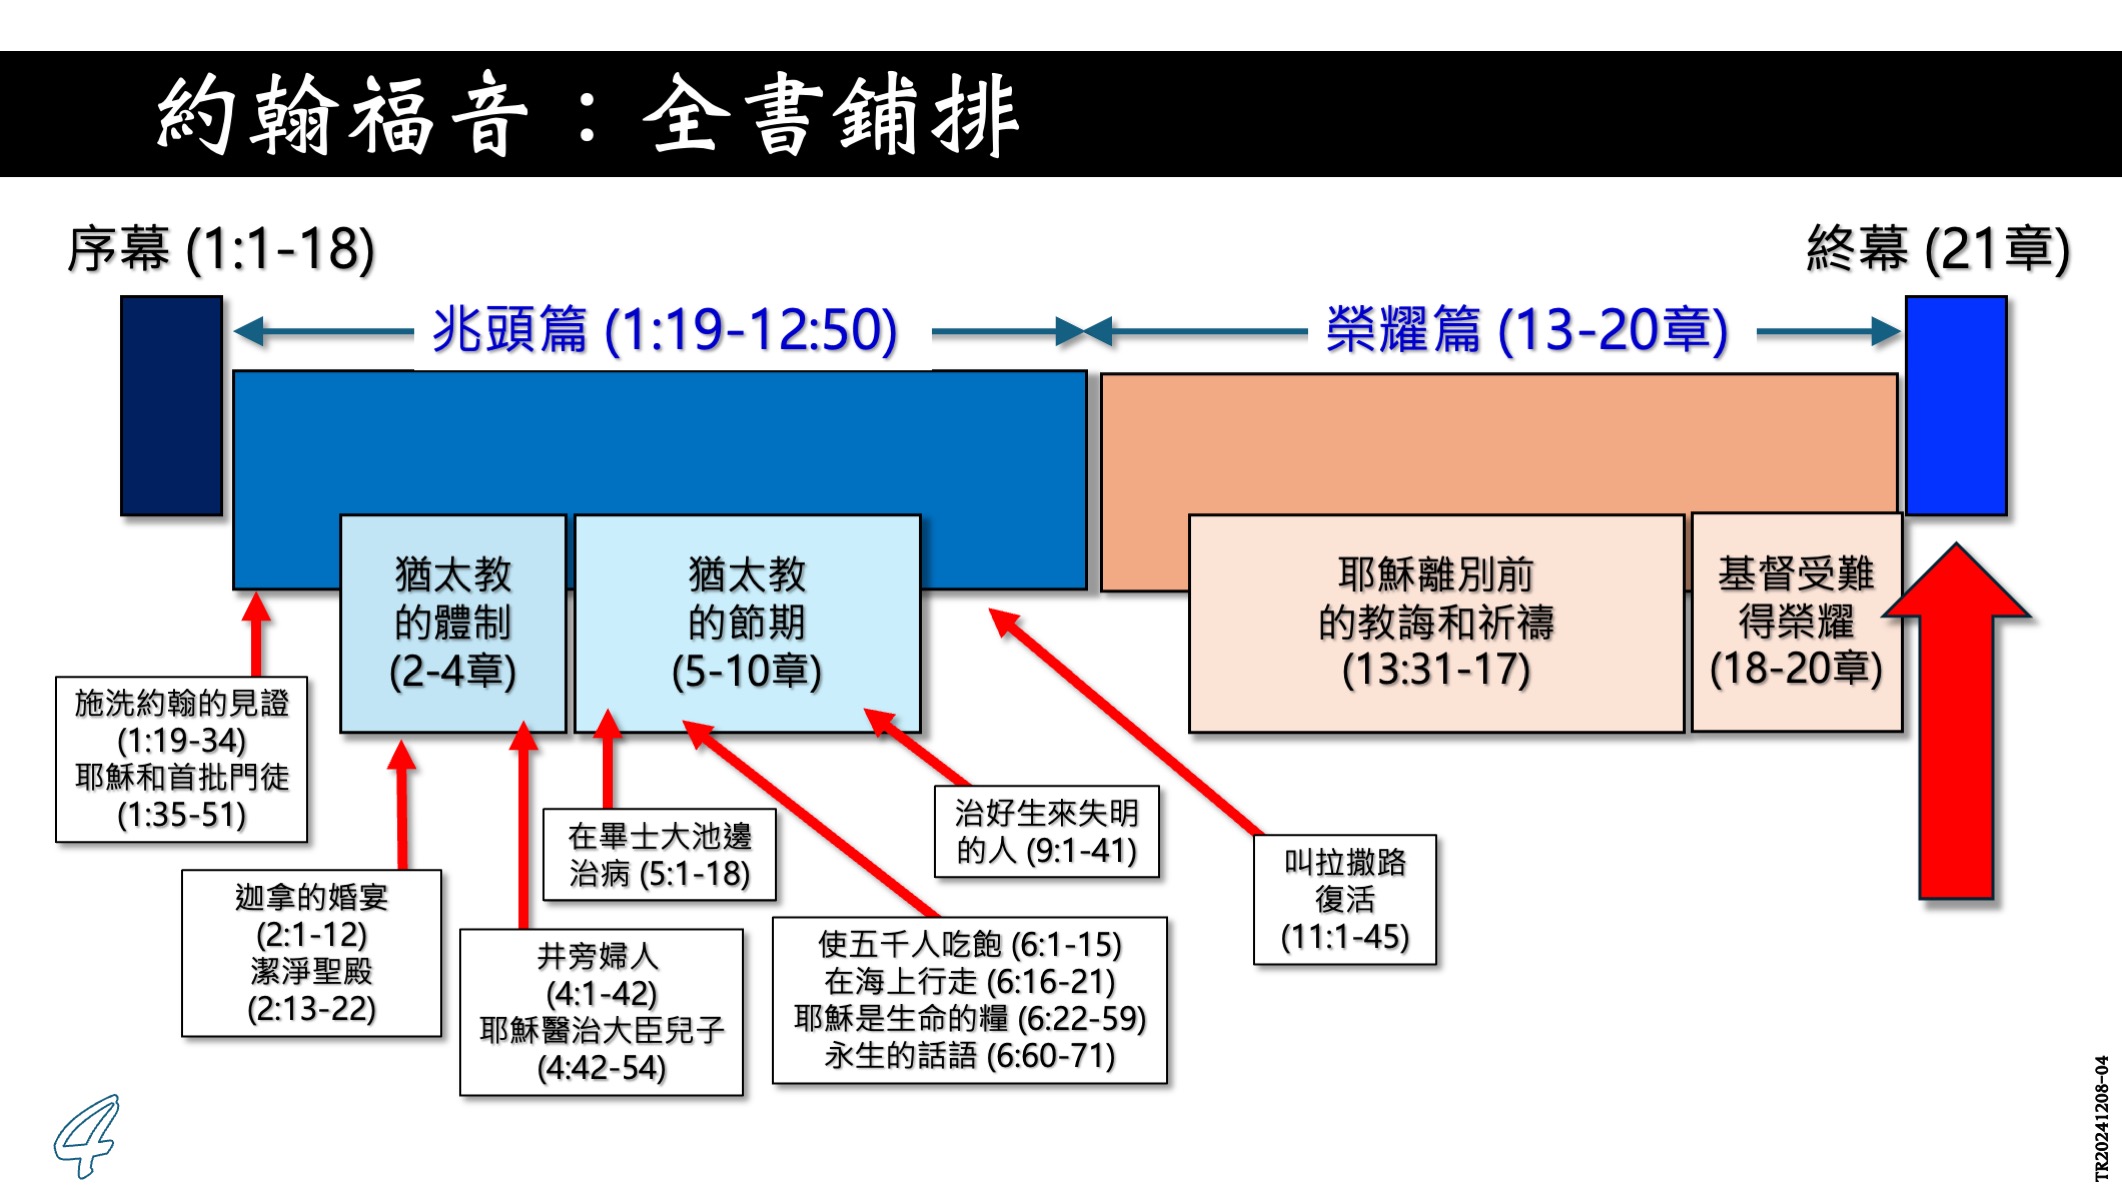 約翰福音：全書鋪排
序幕 (1:1-18)
終幕 (21章)
兆頭篇 (1:19-12:50)
榮耀篇 (13-20章)
猶太教
的體制
(2-4章)
猶太教
的節期
(5-10章)
耶穌離別前
的教誨和祈禱
(13:31-17)
基督受難
得榮耀
(18-20章)
施洗約翰的見證
(1:19-34)
耶穌和首批門徒
(1:35-51)
迦拿的婚宴
(2:1-12)
潔淨聖殿
(2:13-22)
井旁婦人
(4:1-42)
耶穌醫治大臣兒子
(4:42-54)
在畢士大池邊
治病 (5:1-18)
使五千人吃飽 (6:1-15)
在海上行走 (6:16-21)
耶穌是生命的糧 (6:22-59)
永生的話語 (6:60-71)
治好生來失明
的人 (9:1-41)
叫拉撒路
復活
(11:1-45)
4
TR20241208-04